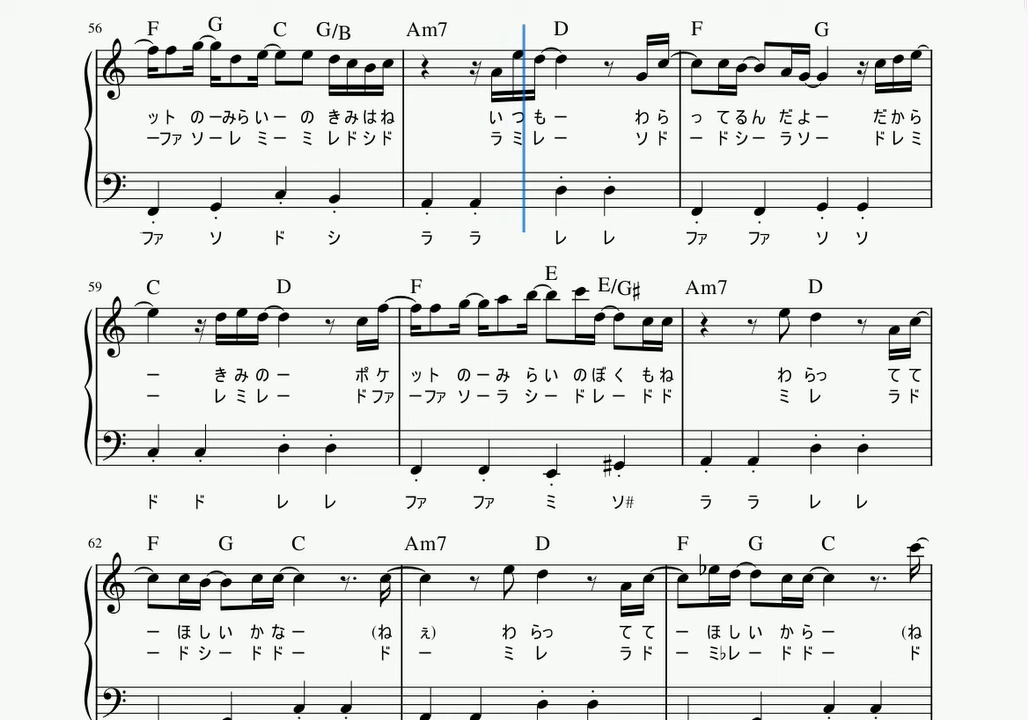 56 F G C G/B Am7 D F G
ット のーみらいー の きみはね いつもー わら ってるん だよー だから
ーファ ソーレ ミー ミ レドシド ラミレー ソド ードシー ラソー ドレミ
ファ ソ ド シ ラ ラ レ レ ファ ファ ソ ソ
59 C D F E E/G♯ Am7 D
ー きみのー ポケ ット のーみ らい のぼく もね わ らっ てて
ー レミレー ドファ ーファ ソーラ シー ドレー ドド ミ レ ラド
ド ド レ レ ファ ファ ミ ソ# ラ ラ レ レ
62 F G C Am7 D F G C
ー ほしい かなー (ね ぇ) わ らっ てて ー ほしい からー (ね
ー ドシー ドドー ド ー ミ レ ラド ー ミ♭レー ドドー ド